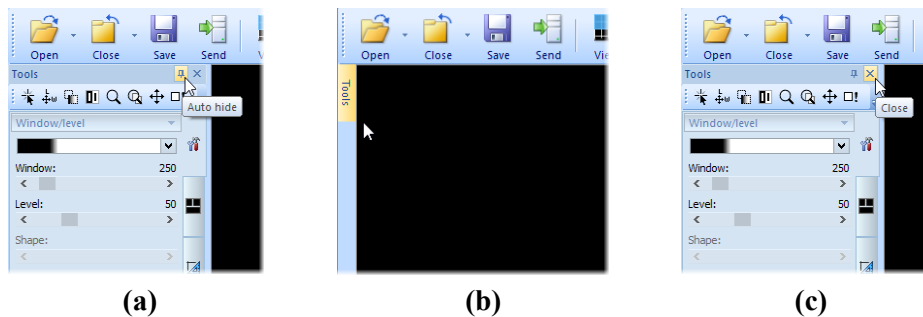 Open Close Save Send
Tools
Auto hide
Window/level
Window: 250
Level: 50
Shape:
(a)
Open Close Save Send
Tools
(b)
Open Close Save Send
Tools
Close
Window/level
Window: 250
Level: 50
Shape:
(c)